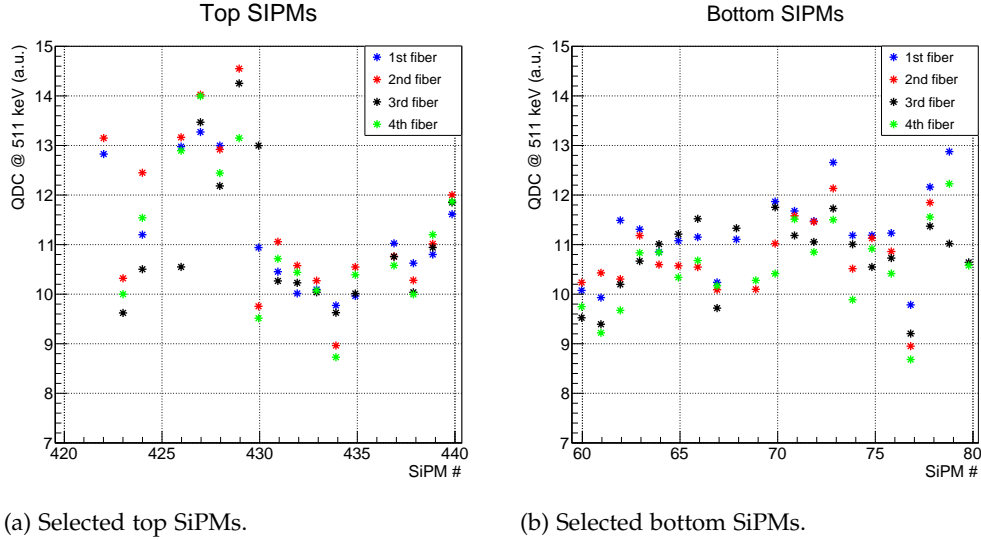 Top SIPMs
QDC @ 511 keV (a.u.)
15
14
13
12
11
10
9
8
7
420 425 430 435 440
SiPM #
1st fiber
2nd fiber
3rd fiber
4th fiber
Bottom SIPMs
QDC @ 511 keV (a.u.)
15
14
13
12
11
10
9
8
7
60 65 70 75 80
SiPM #
1st fiber
2nd fiber
3rd fiber
4th fiber
(a) Selected top SiPMs.
(b) Selected bottom SiPMs.